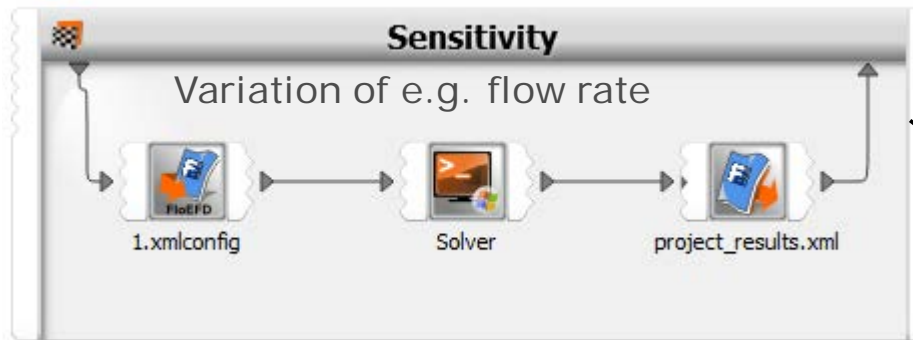 Sensitivity
Variation of e.g. flow rate
FloEFD
>_
1.xmlconfig
Solver
project_results.xml